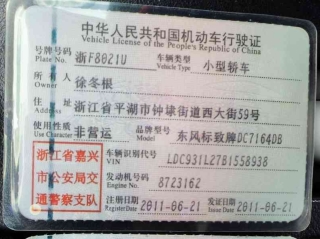 中华人民共和国机动车行驶证
Vehicle License of the People's Republic of China
号牌号码 Plate No. 浙F8021U 车辆类型 Vehicle Type 小型轿车
所有人 Owner 徐冬根
住址 Address 浙江省平湖市钟埭街道西大街59号
使用性质 Use Character 非营运 品牌型号 Model 东风标致牌DC7164DB
车辆识别代号 VIN LDC931L27B1558938
发动机号码 Engine No. 8723162
注册日期 Register Date 2011-06-21 发证日期 Issue Date 2011-06-21
浙江省嘉兴
市公安局交
通警察支队